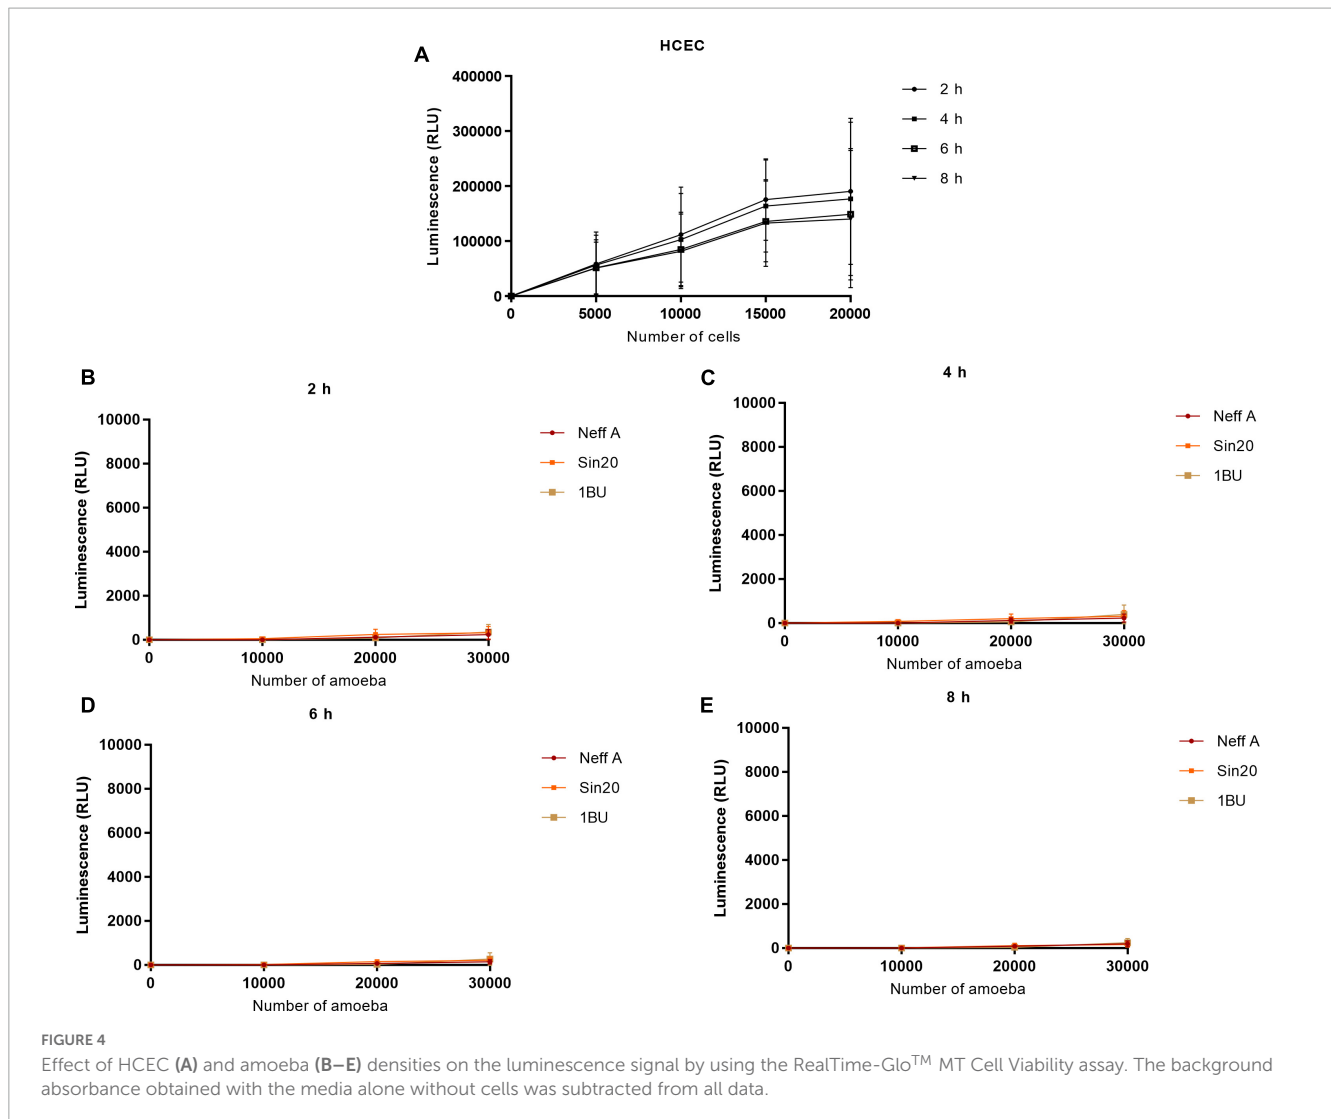 A
HCEC
400000
300000
200000
100000
0
Luminescence (RLU)
0 5000 10000 15000 20000
Number of cells
2 h
4 h
6 h
8 h
B
2 h
10000
8000
6000
4000
2000
0
Luminescence (RLU)
0 10000 20000 30000
Number of amoeba
Neff A
Sin20
1BU
C
4 h
10000
8000
6000
4000
2000
0
Luminescence (RLU)
0 10000 20000 30000
Number of amoeba
Neff A
Sin20
1BU
D
6 h
10000
8000
6000
4000
2000
0
Luminescence (RLU)
0 10000 20000 30000
Number of amoeba
Neff A
Sin20
1BU
E
8 h
10000
8000
6000
4000
2000
0
Luminescence (RLU)
0 10000 20000 30000
Number of amoeba
Neff A
Sin20
1BU
FIGURE 4
Effect of HCEC (A) and amoeba (B–E) densities on the luminescence signal by using the RealTime-Glo™ MT Cell Viability assay. The background
absorbance obtained with the media alone without cells was subtracted from all data.